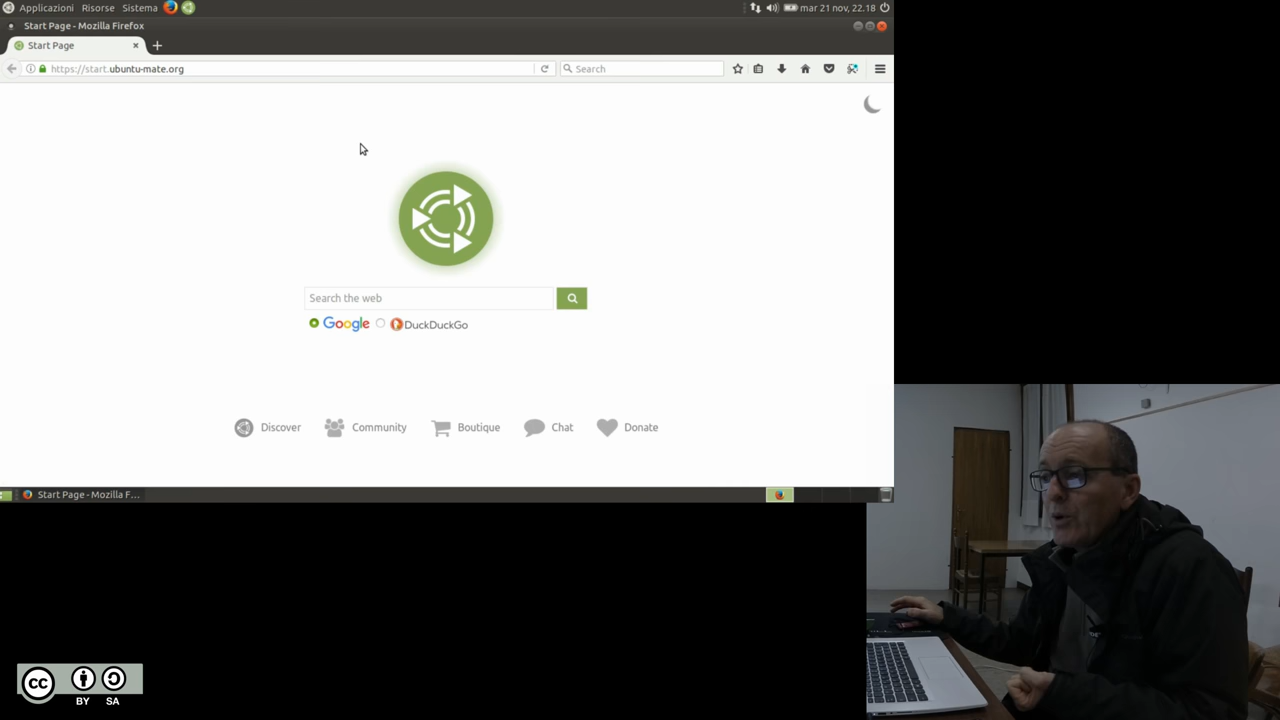 Applicazioni Risorse Sistema mar 21 nov, 22.18
Start Page - Mozilla Firefox
Start Page
https://start.ubuntu-mate.org Search
Search the web
Google DuckDuckGo
Discover Community Boutique Chat Donate
Start Page - Mozilla F...
cc
BY SA